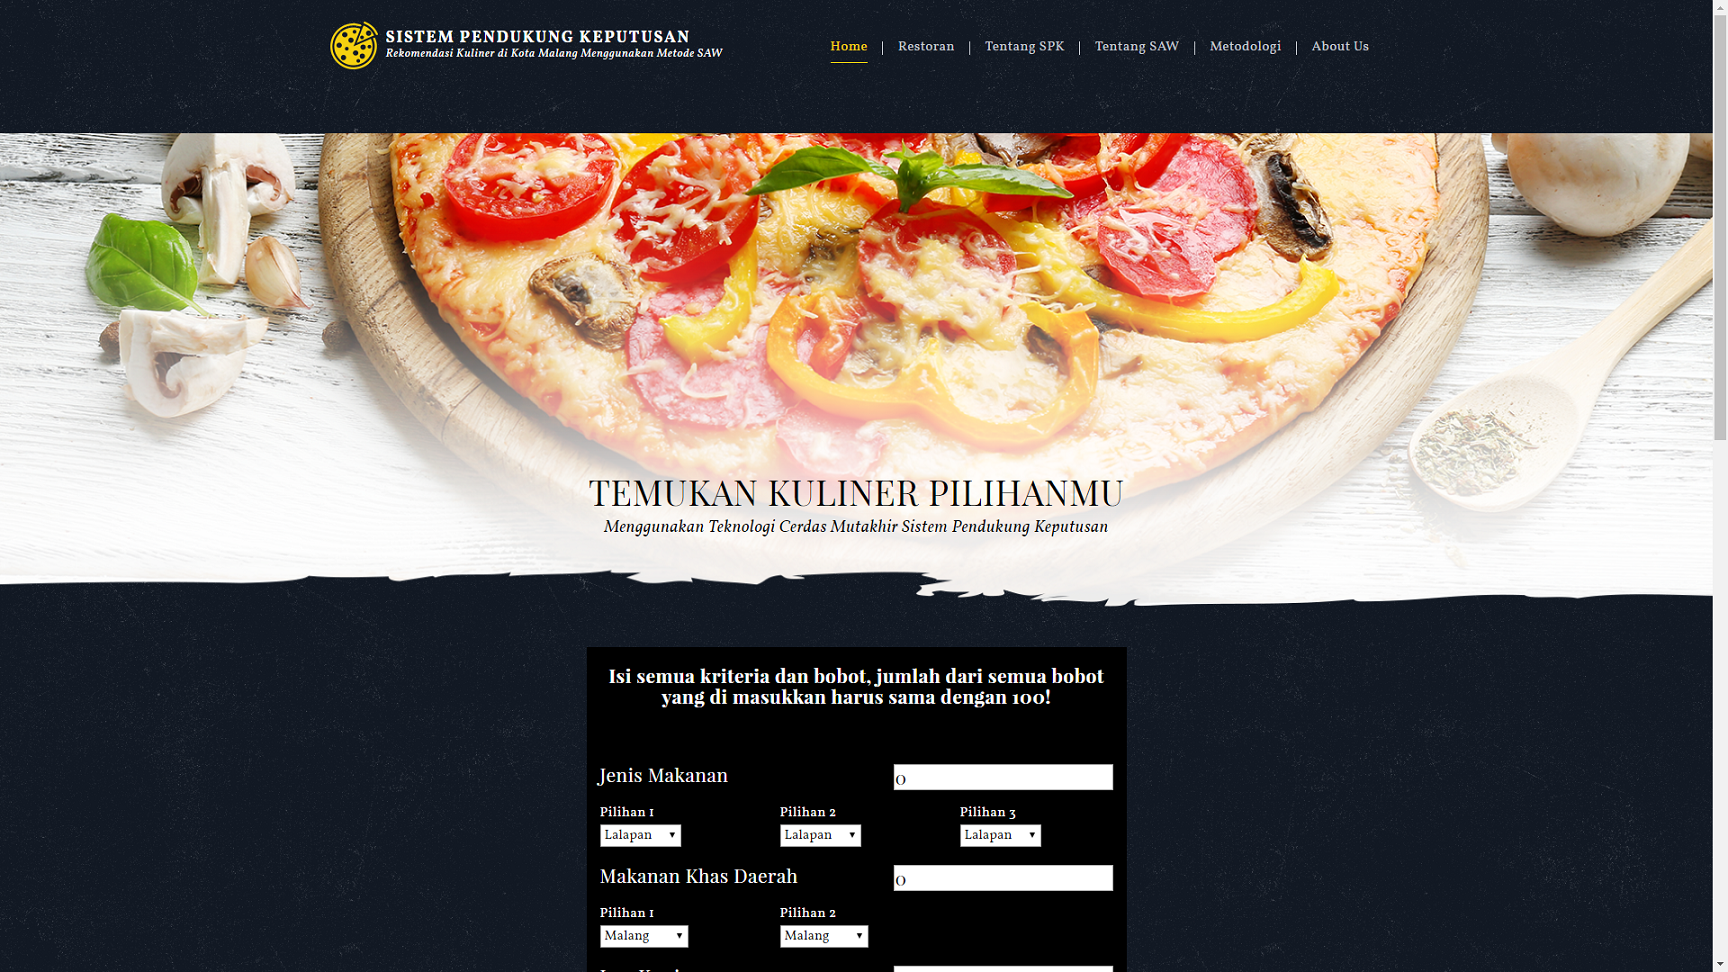 SISTEM PENDUKUNG KEPUTUSAN
Rekomendasi Kuliner di Kota Malang Menggunakan Metode SAW
Home
Restoran
Tentang SPK
Tentang SAW
Metodologi
About Us
TEMUKAN KULINER PILIHANMU
Menggunakan Teknologi Cerdas Mutakhir Sistem Pendukung Keputusan
Isi semua kriteria dan bobot, jumlah dari semua bobot
yang di masukkan harus sama dengan 100!
Jenis Makanan
0
Pilihan 1
Pilihan 2
Pilihan 3
Lalapan
Lalapan
Lalapan
Makanan Khas Daerah
0
Pilihan 1
Pilihan 2
Malang
Malang